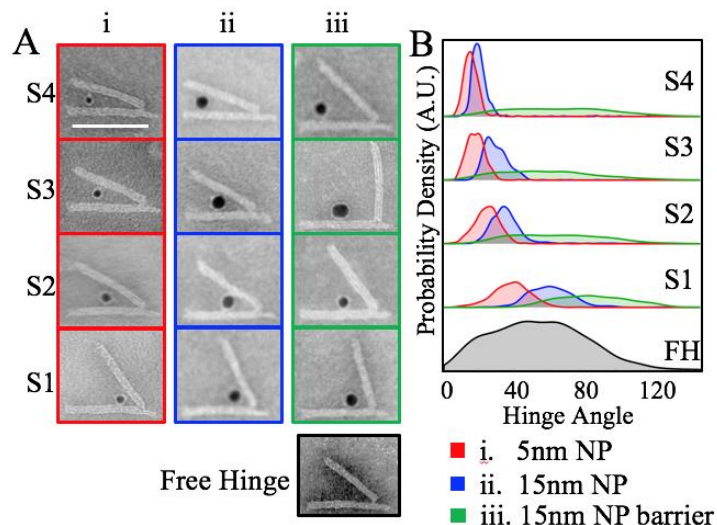 i ii iii
A
S4
S3
S2
S1
Free Hinge
B
Probability Density (A.U.)
S4
S3
S2
S1
FH
0 40 80 120
Hinge Angle
i. 5nm NP
ii. 15nm NP
iii. 15nm NP barrier